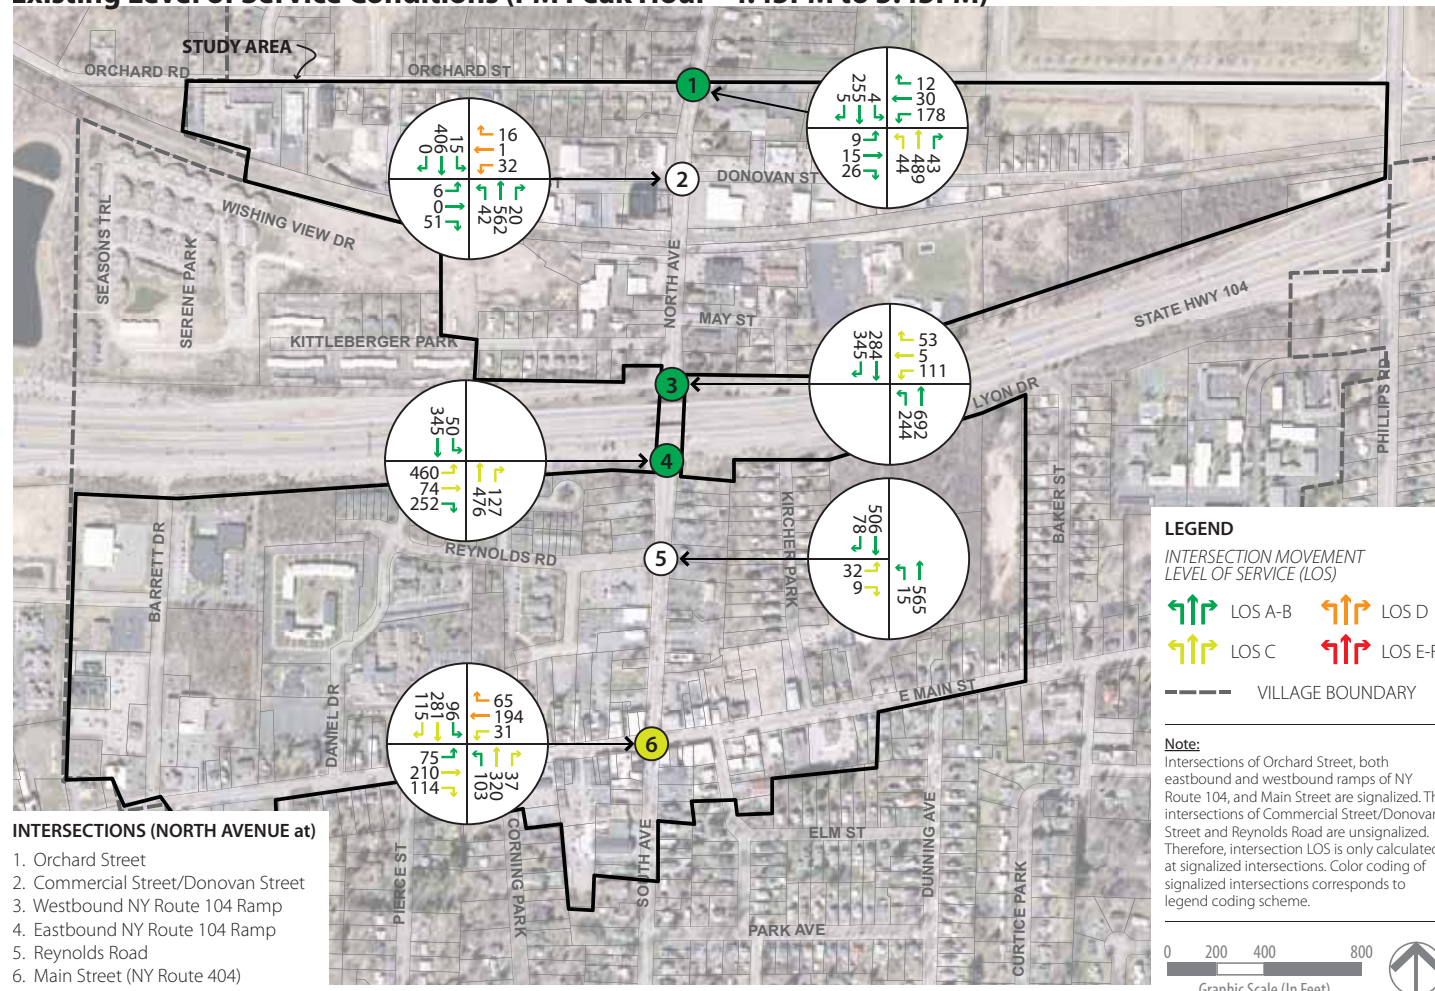 STUDY AREA
ORCHARD RD
ORCHARD ST
1
12
30
178
255
5
4
9
15
26
44
489
43
406
0
15
16
1
32
6
0
51
42
562
20
2
DONOVAN ST
WISHING VIEW DR
SEASONS TRL
SERENE PARK
NORTH AVE
MAY ST
STATE HWY 104
KITTLEBERGER PARK
284
345
53
5
111
692
244
3
LYON DR
PHILLIPS RD
50
345
460
74
252
476
127
4
KIRCHER PARK
BAKER ST
506
78
32
9
565
15
5
REYNOLDS RD
BARRETT DR
DANIEL DR
E MAIN ST
96
281
115
65
194
31
75
210
114
103
320
37
6
SOUTH AVE
ELM ST
DUNNING AVE
PIERCE ST
CORNING PARK
PARK AVE
CURTICE PARK
LEGEND
INTERSECTION MOVEMENT
LEVEL OF SERVICE (LOS)
LOS A-B
LOS D
LOS C
LOS E-F
VILLAGE BOUNDARY
Note:
Intersections of Orchard Street, both
eastbound and westbound ramps of NY
Route 104, and Main Street are signalized. Th
intersections of Commercial Street/Donovan
Street and Reynolds Road are unsignalized.
Therefore, intersection LOS is only calculated
at signalized intersections. Color coding of
signalized intersections corresponds to
legend coding scheme.
0 200 400 800
Graphic Scale (In Feet)
INTERSECTIONS (NORTH AVENUE at)
1. Orchard Street
2. Commercial Street/Donovan Street
3. Westbound NY Route 104 Ramp
4. Eastbound NY Route 104 Ramp
5. Reynolds Road
6. Main Street (NY Route 404)